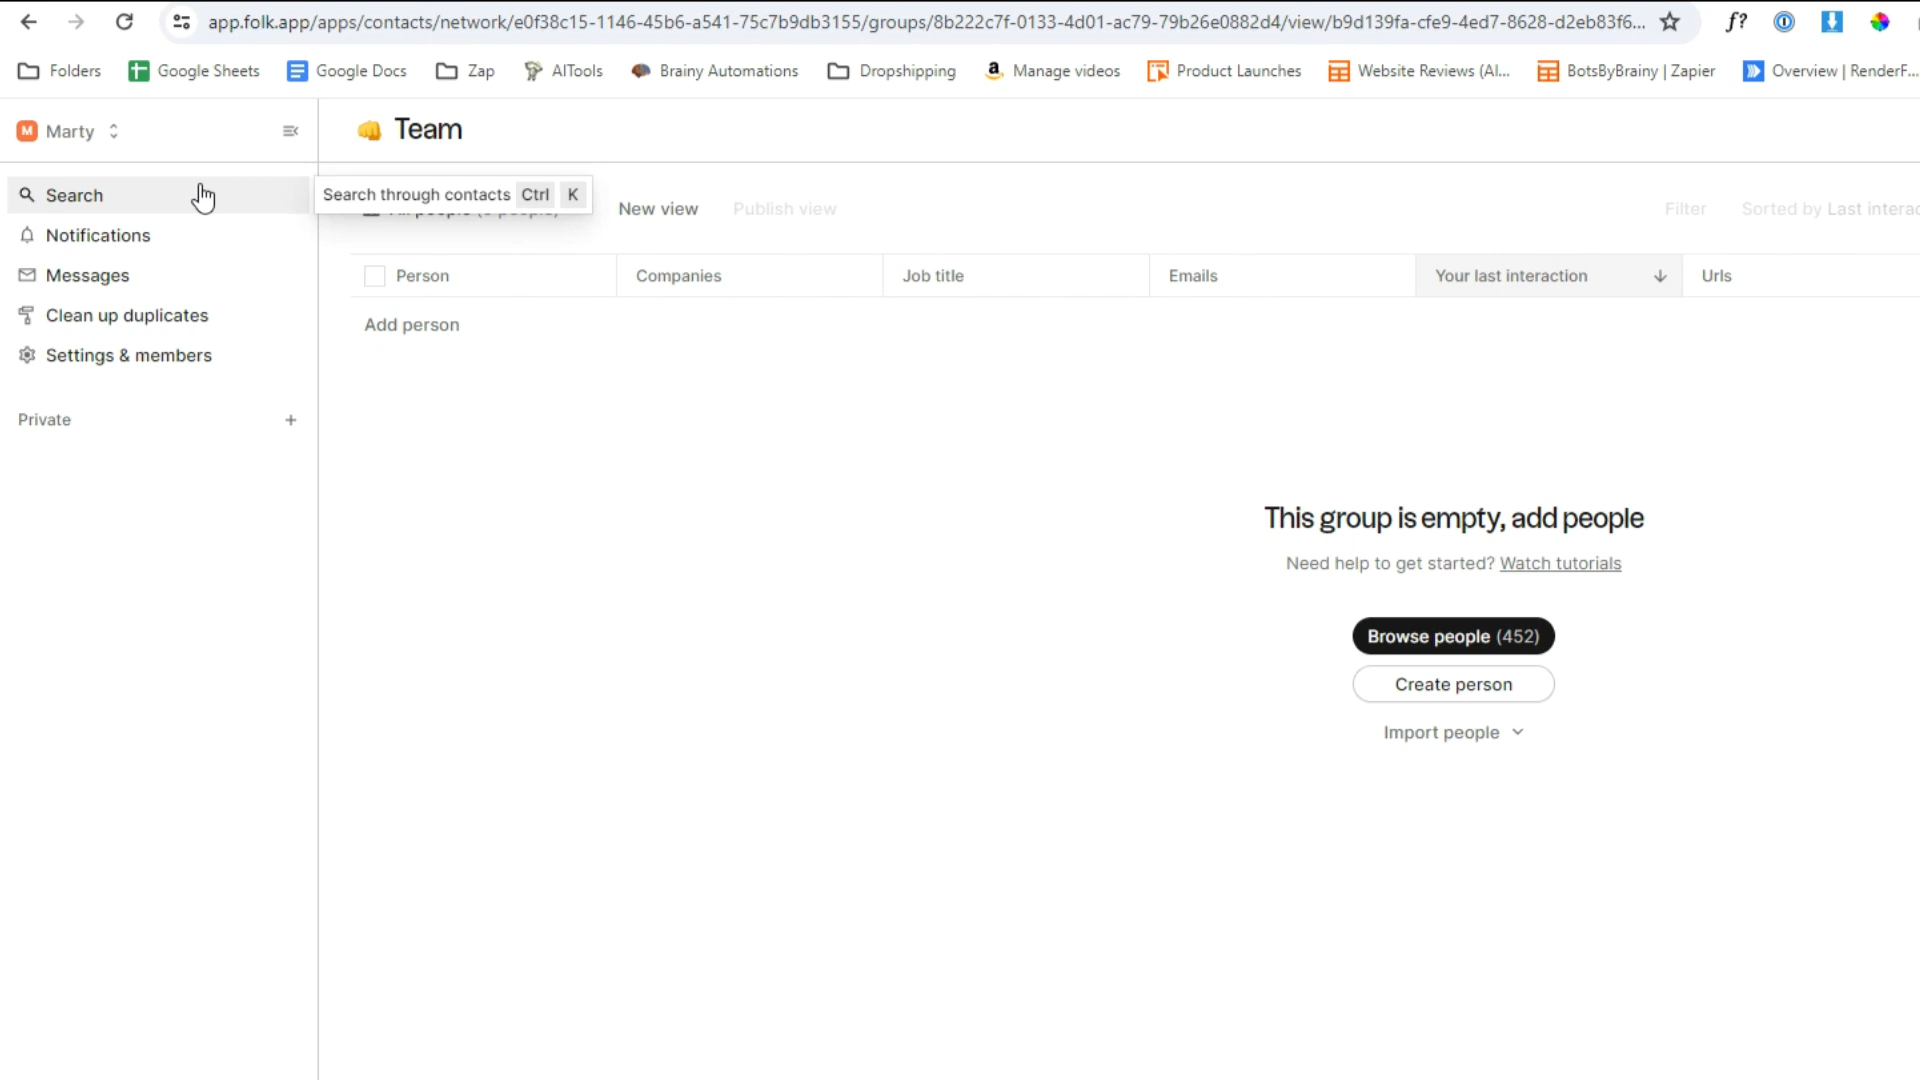 app.folk.app/apps/contacts/network/e0f38c15-1146-45b6-a541-75c7b9db3155/groups/8b222c7f-0133-4d01-ac79-79b26e0882d4/view/b9d139fa-cfe9-4ed7-8628-d2eb83f6...
f?
Folders Google Sheets Google Docs Zap AITools Brainy Automations Dropshipping Manage videos Product Launches Website Reviews (AI... BotsByBrainy | Zapier Overview | RenderF...
M Marty
Team
Search
Search through contacts Ctrl K
New view Publish view Filter Sorted by Last interac
Notifications
Messages
Clean up duplicates
Settings & members
Private +
Person Companies Job title Emails Your last interaction Urls
Add person
This group is empty, add people
Need help to get started? Watch tutorials
Browse people (452)
Create person
Import people